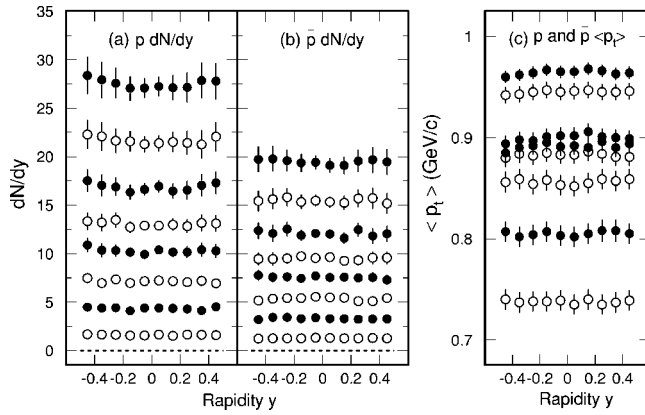 (a) p dN/dy
(b) p̄ dN/dy
(c) p and p̄ <pₜ>
dN/dy
35
30
25
20
15
10
5
0
-0.4 -0.2 0 0.2 0.4
Rapidity y
-0.4 -0.2 0 0.2 0.4
Rapidity y
< pₜ > (GeV/c)
1
0.9
0.8
0.7
-0.4 -0.2 0 0.2 0.4
Rapidity y